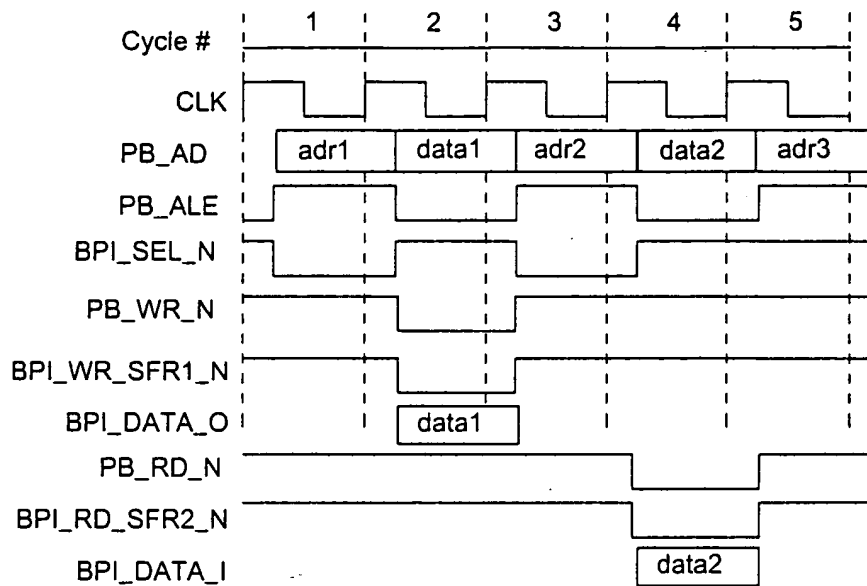 Cycle # 1 2 3 4 5
CLK
PB_AD adr1 data1 adr2 data2 adr3
PB_ALE
BPI_SEL_N
PB_WR_N
BPI_WR_SFR1_N
BPI_DATA_O data1
PB_RD_N
BPI_RD_SFR2_N
BPI_DATA_I data2